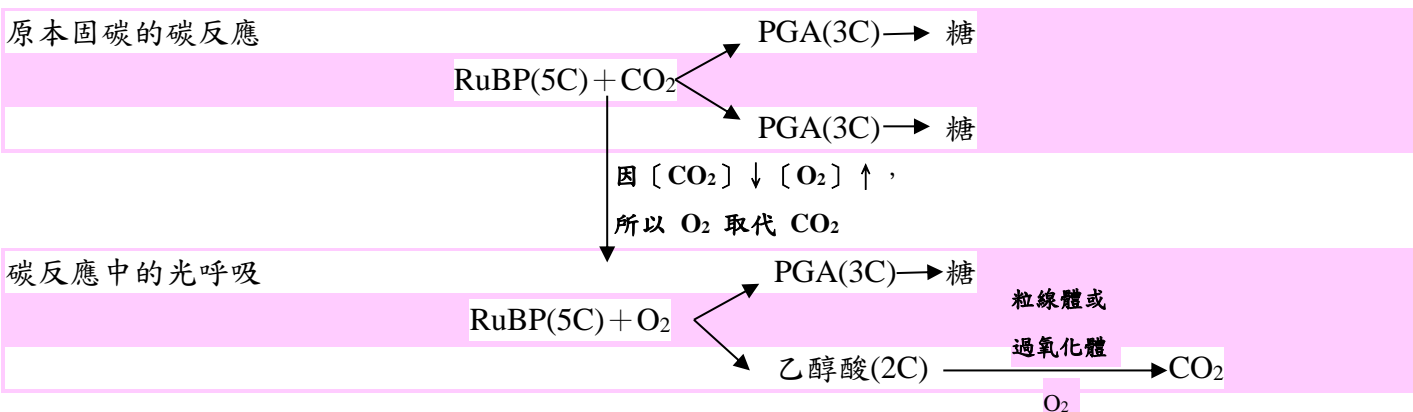 原本固碳的碳反應
PGA(3C)→ 糖
RuBP(5C)＋CO₂
PGA(3C)→ 糖
因〔CO₂〕↓〔O₂〕↑，
所以 O₂ 取代 CO₂
碳反應中的光呼吸
PGA(3C)→糖
粒線體或
RuBP(5C)＋O₂
過氧化體
乙醇酸(2C) →CO₂
O₂